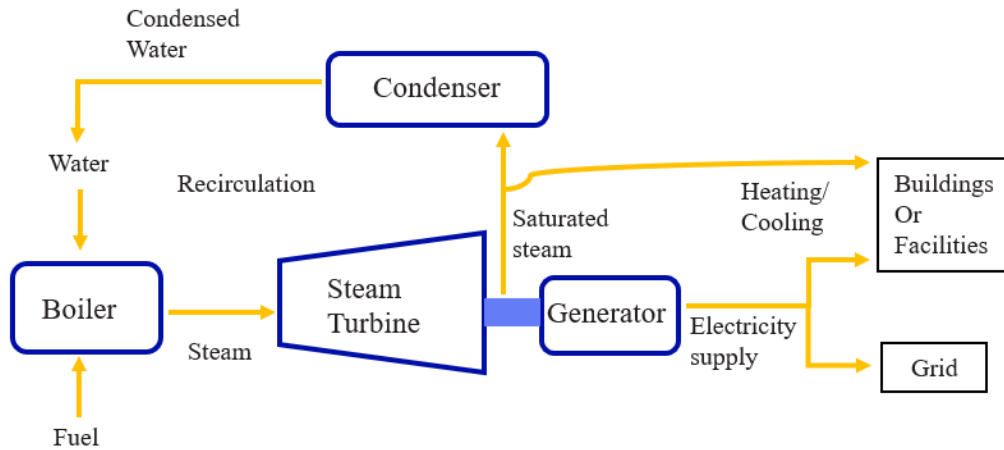 Condensed
Water
Condenser
Water
Recirculation
Saturated
steam
Heating/
Cooling
Buildings
Or
Facilities
Boiler
Steam
Steam
Turbine
Generator
Electricity
supply
Grid
Fuel